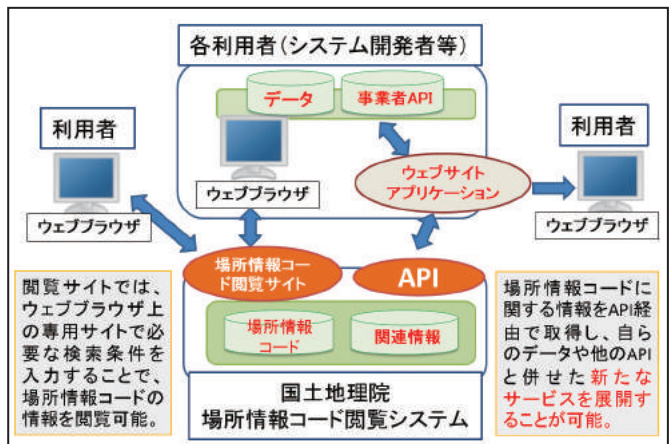 各利用者(システム開発者等)
データ
事業者API
利用者
利用者
ウェブサイト
アプリケーション
ウェブブラウザ
ウェブブラウザ
ウェブブラウザ
場所情報コー
ド閲覧サイト
API
閲覧サイトでは、
ウェブブラウザ上
の専用サイトで必
要な検索条件を
入力することで、
場所情報コードの
情報を閲覧可能。
場所情報
コード
関連情報
場所情報コードに
関する情報をAPI経
由で取得し、自ら
のデータや他のAPI
と併せた新たな
サービスを展開す
ることが可能。
国土地理院
場所情報コード閲覧システム